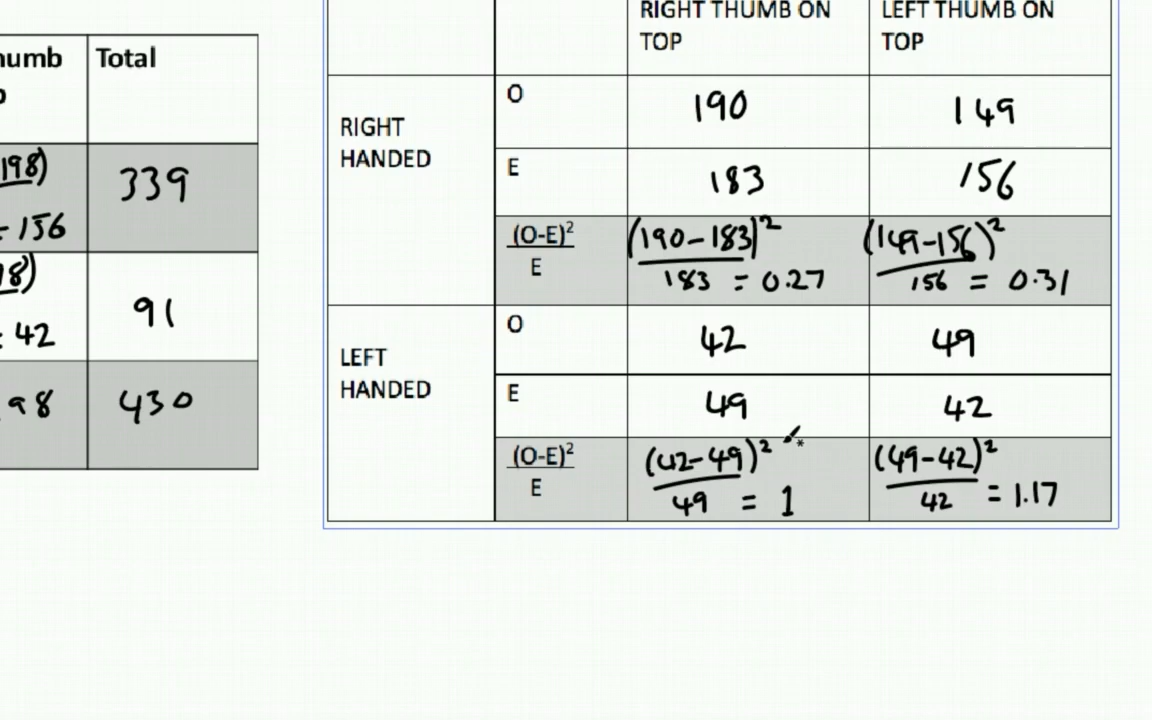 umb
Total
198)
339
= 156
8)
91
= 42
98
430
RIGHT THUMB ON
TOP
LEFT THUMB ON
TOP
RIGHT
HANDED
O
190
149
E
183
156
(O-E)²
E
(190-183)²
183 = 0.27
(149-156)²
156 = 0.31
LEFT
HANDED
O
42
49
E
49
42
(O-E)²
E
(42-49)²
49 = 1
(49-42)²
42 = 1.17